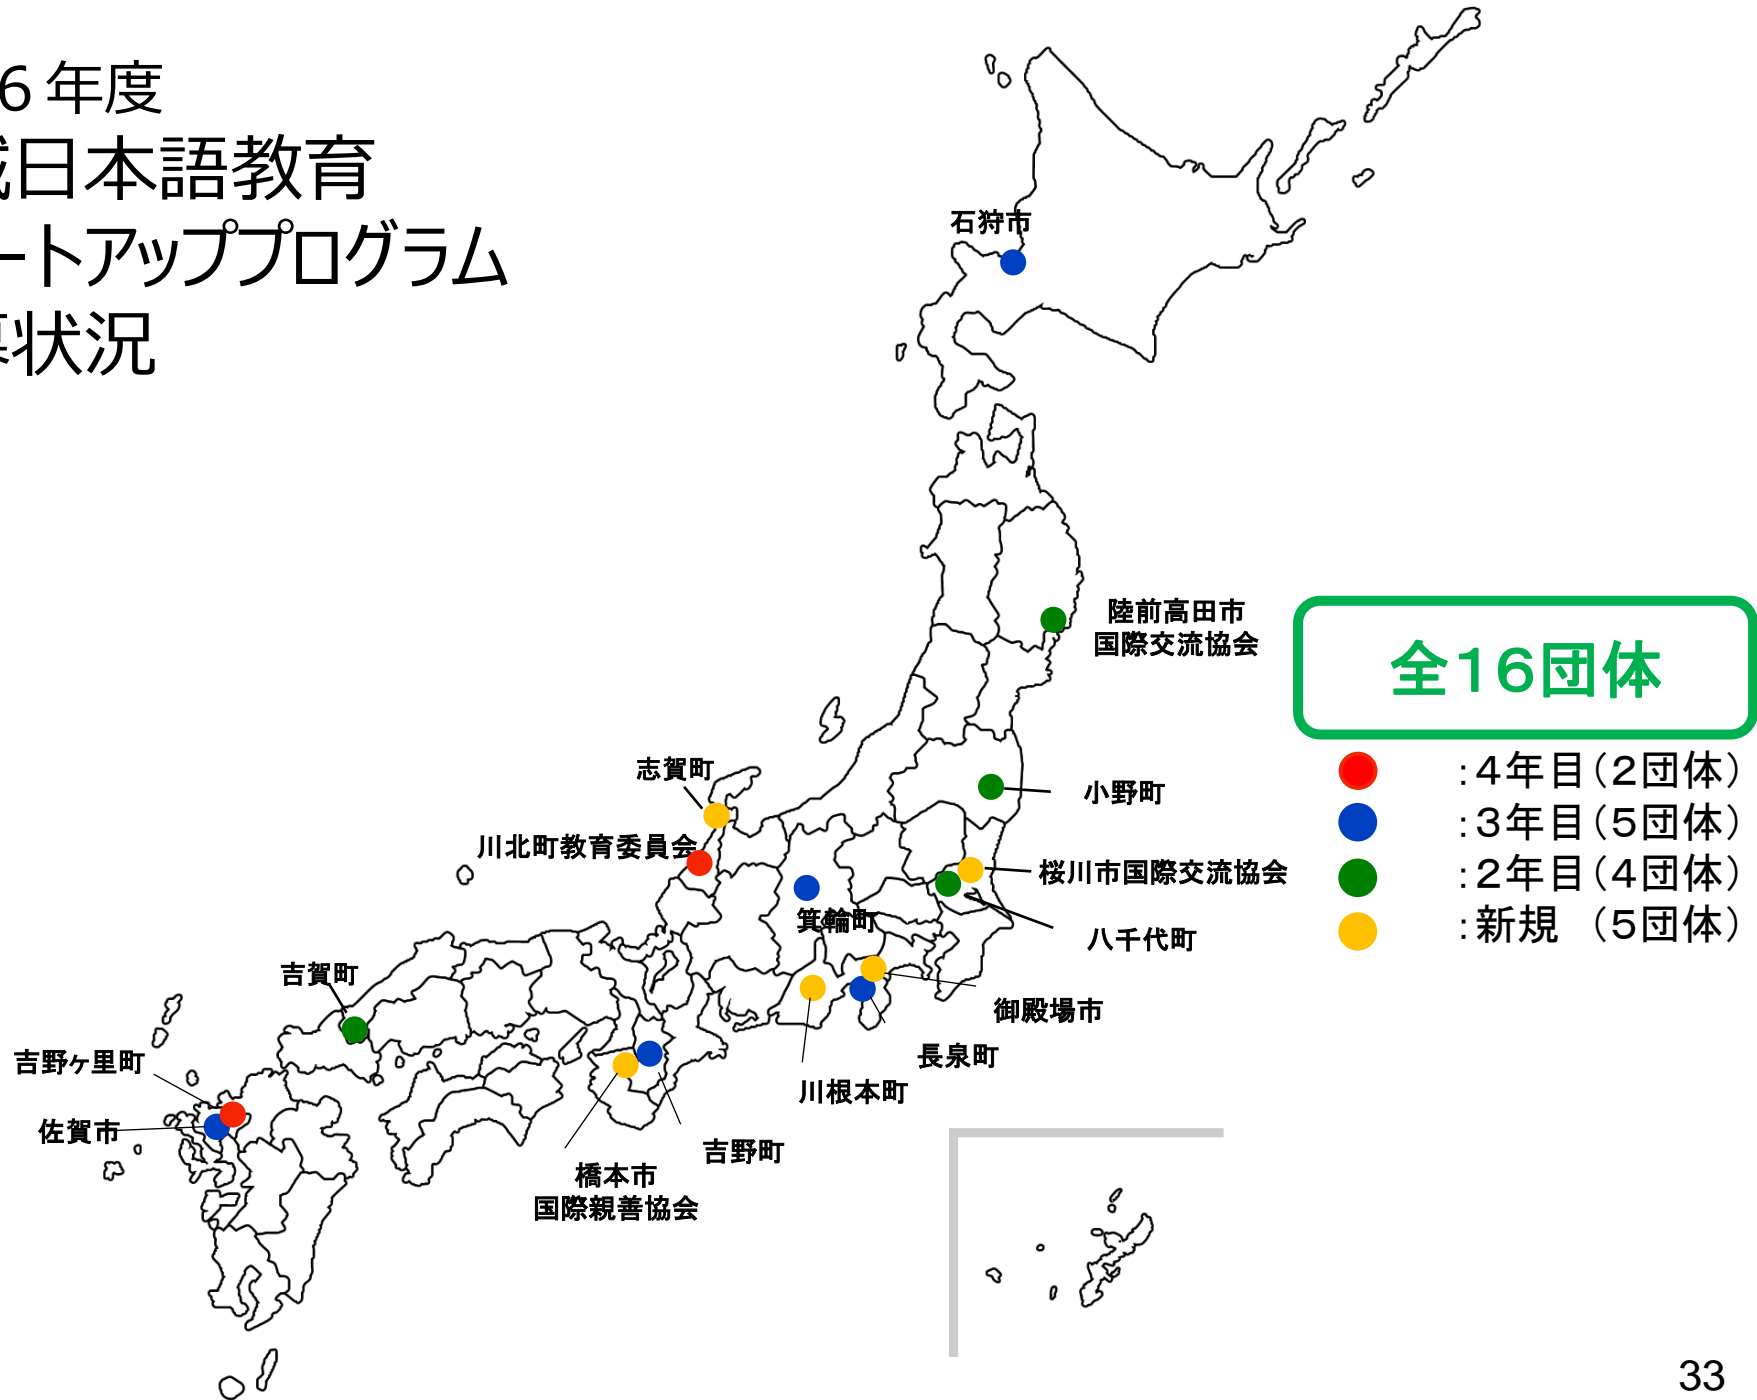 6年度
域日本語教育
ートアッププログラム
募状況
石狩市
陸前高田市
国際交流協会
全16団体
:4年目(2団体)
:3年目(5団体)
:2年目(4団体)
:新規 (5団体)
志賀町
小野町
川北町教育委員会
桜川市国際交流協会
箕輪町
八千代町
吉賀町
御殿場市
長泉町
吉野ヶ里町
川根本町
佐賀市
吉野町
橋本市
国際親善協会
33